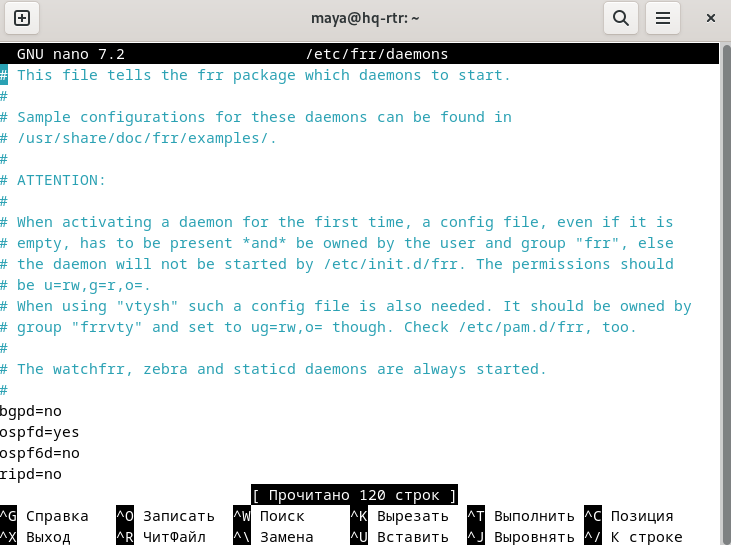 maya@hq-rtr: ~
GNU nano 7.2 /etc/frr/daemons
# This file tells the frr package which daemons to start.
#
# Sample configurations for these daemons can be found in
# /usr/share/doc/frr/examples/.
#
# ATTENTION:
#
# When activating a daemon for the first time, a config file, even if it is
# empty, has to be present *and* be owned by the user and group "frr", else
# the daemon will not be started by /etc/init.d/frr. The permissions should
# be u=rw,g=r,o=.
# When using "vtysh" such a config file is also needed. It should be owned by
# group "frrvty" and set to ug=rw,o= though. Check /etc/pam.d/frr, too.
#
# The watchfrr, zebra and staticd daemons are always started.
#
bgpd=no
ospfd=yes
ospf6d=no
ripd=no
[ Прочитано 120 строк ]
^G Справка ^O Записать ^W Поиск ^K Вырезать ^T Выполнить ^C Позиция
^X Выход ^R ЧитФайл ^\ Замена ^U Вставить ^J Выровнять ^/ К строке